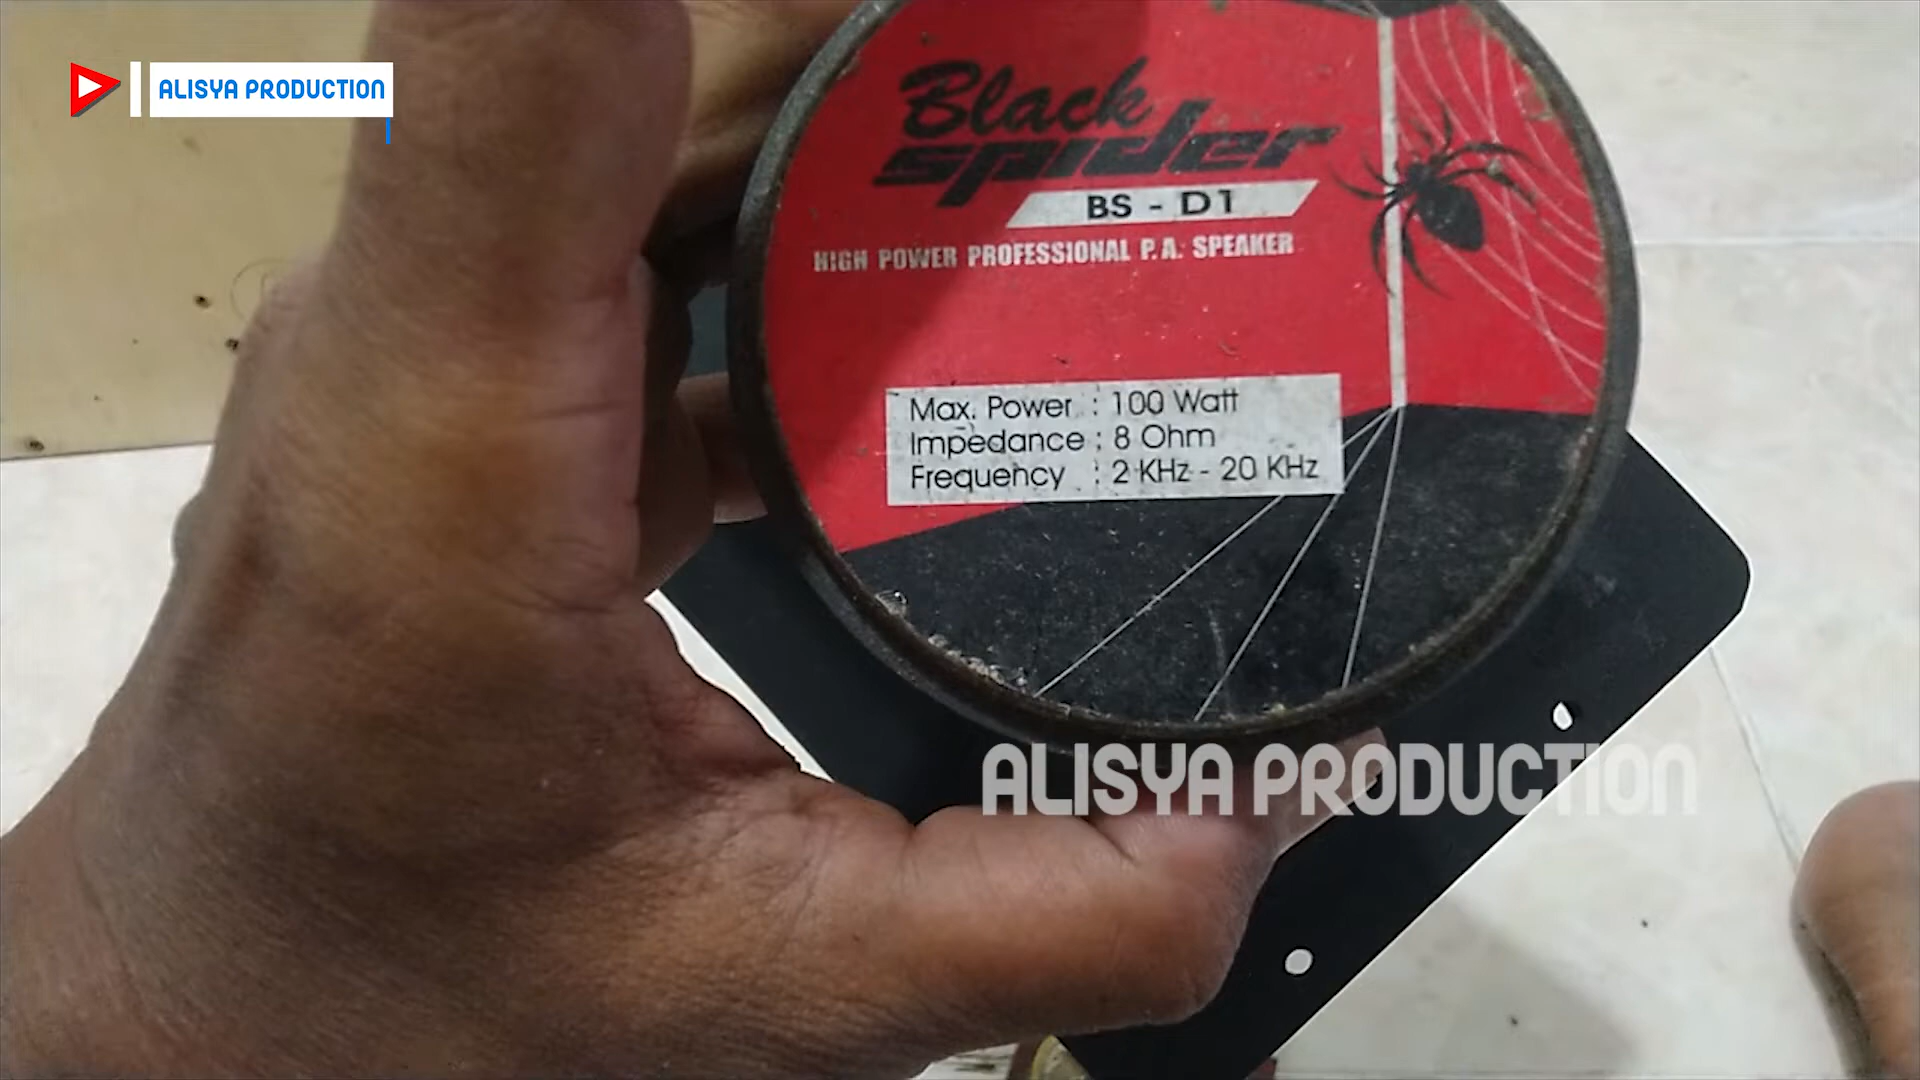 ALISYA PRODUCTION
Black
spider
BS - D1
HIGH POWER PROFESSIONAL P.A. SPEAKER
Max. Power : 100 Watt
Impedance : 8 Ohm
Frequency : 2 KHz - 20 KHz
ALISYA PRODUCTION